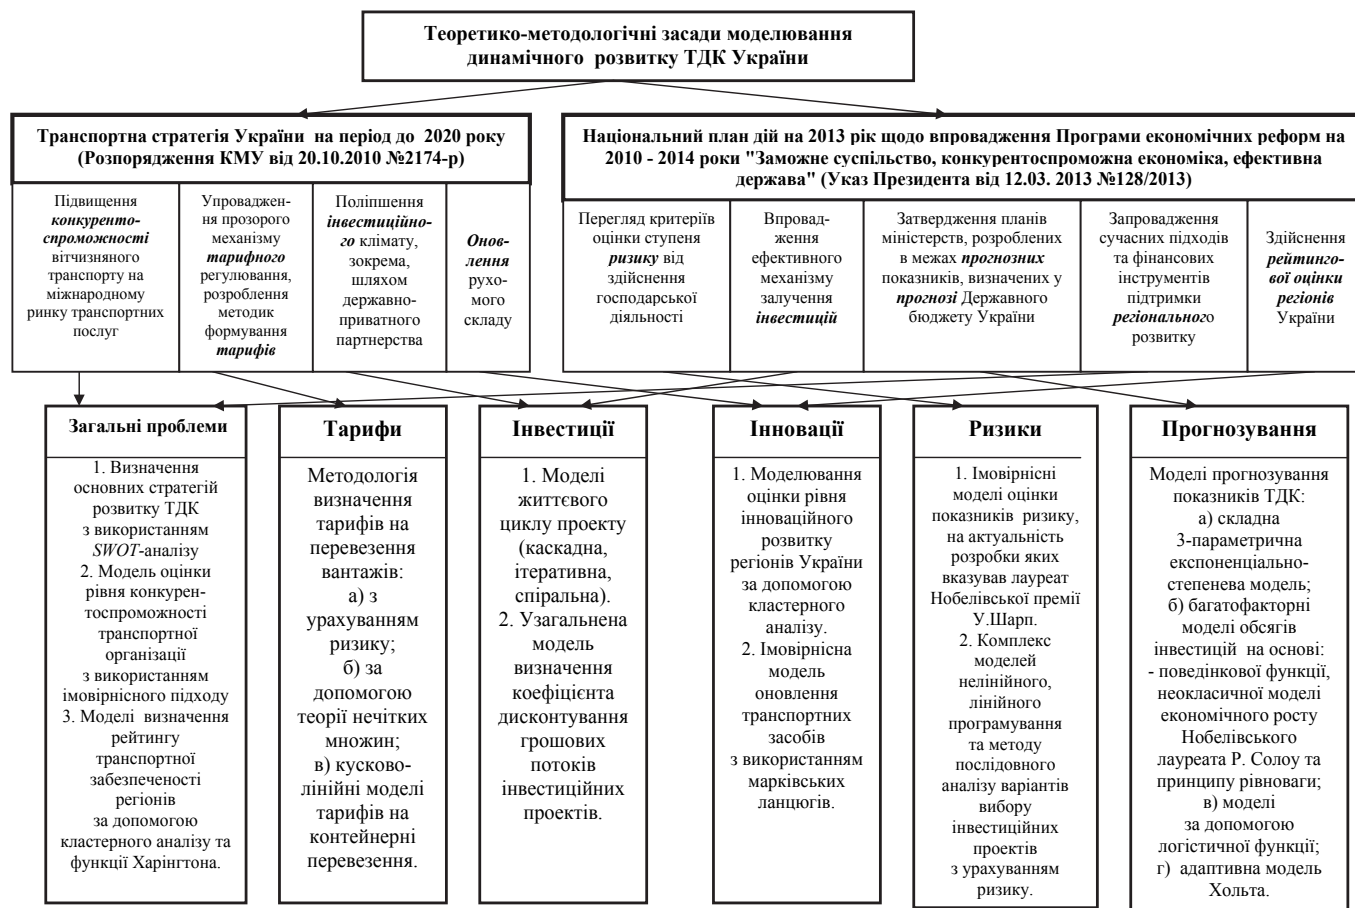 Теоретико-методологічні засади моделювання
динамічного розвитку ТДК України
Транспортна стратегія України на період до 2020 року
(Розпорядження КМУ від 20.10.2010 №2174-р)
Підвищення
конкуренто-
спроможності
вітчизняного
транспорту на
міжнародному
ринку транспортних
послуг
Упроваджен-
ня прозорого
механізму
тарифного
регулювання,
розроблення
методик
формування
тарифів
Поліпшення
інвестиційно-
го клімату,
зокрема,
шляхом
державно-
приватного
партнерства
Онов-
лення
рухо-
мого
складу
Національний план дій на 2013 рік щодо впровадження Програми економічних реформ на
2010 - 2014 роки "Заможне суспільство, конкурентоспроможна економіка, ефективна
держава" (Указ Президента від 12.03. 2013 №128/2013)
Перегляд критеріїв
оцінки ступеня
ризику від
здійснення
господарської
діяльності
Впровад-
ження
ефективного
механізму
залучення
інвестицій
Затвердження планів
міністерств, розроблених
в межах прогнозних
показників, визначених у
прогнозі Державного
бюджету України
Запровадження
сучасних підходів
та фінансових
інструментів
підтримки
регіонального
розвитку
Здійснення
рейтинго-
вої оцінки
регіонів
України
Загальні проблеми
1. Визначення
основних стратегій
розвитку ТДК
з використанням
SWOT-аналізу
2. Модель оцінки
рівня конкурен-
тоспроможності
транспортної
організації
з використанням
імовірнісного підходу
3. Моделі визначення
рейтингу
транспортної
забезпеченості
регіонів
за допомогою
кластерного аналізу та
функції Харінгтона.
Тарифи
Методологія
визначення
тарифів на
перевезення
вантажів:
а) з
урахуванням
ризику;
б) за
допомогою
теорії нечітких
множин;
в) кусково-
лінійні моделі
тарифів на
контейнерні
перевезення.
Інвестиції
1. Моделі
життєвого
циклу проекту
(каскадна,
ітеративна,
спіральна).
2. Узагальнена
модель
визначення
коефіцієнта
дисконтування
грошових
потоків
інвестиційних
проектів.
Інновації
1. Моделювання
оцінки рівня
інноваційного
розвитку
регіонів України
за допомогою
кластерного
аналізу.
2. Імовірнісна
модель
оновлення
транспортних
засобів
з використанням
марківських
ланцюгів.
Ризики
1. Імовірнісні
моделі оцінки
показників ризику,
на актуальність
розробки яких
вказував лауреат
Нобелівської премії
У.Шарп.
2. Комплекс
моделей
нелінійного,
лінійного
програмування
та методу
послідовного
аналізу варіантів
вибору
інвестиційних
проектів
з урахуванням
ризику.
Прогнозування
Моделі прогнозування
показників ТДК:
а) складна
3-параметрична
експоненціально-
степенева модель;
б) багатофакторні
моделі обсягів
інвестицій на основі:
- поведінкової функції,
неокласичної моделі
економічного росту
Нобелівського
лауреата Р. Солоу та
принципу рівноваги;
в) моделі
за допомогою
логістичної функції;
г) адаптивна модель
Хольта.